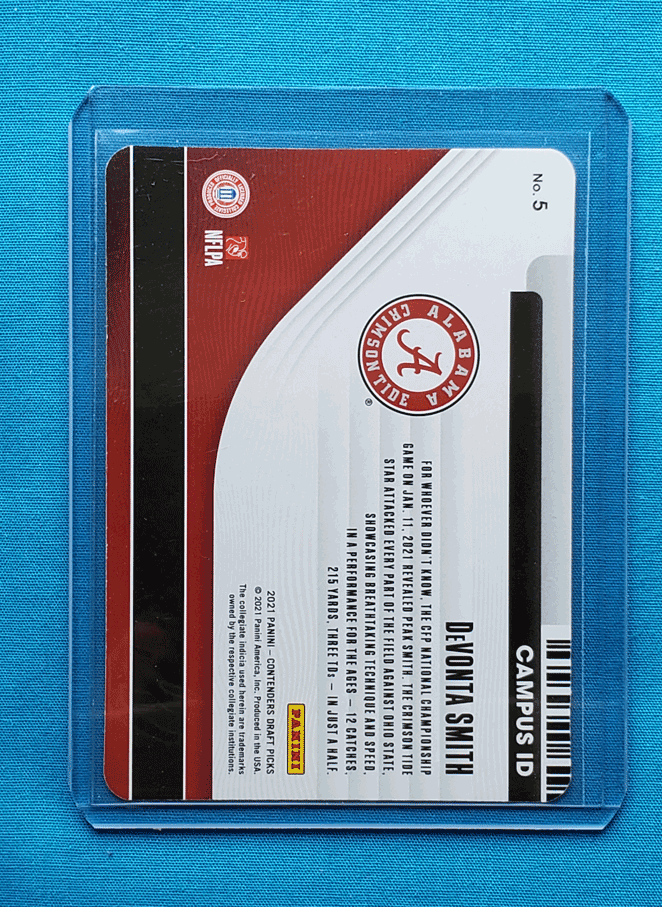 No. 5
CAMPUS ID
ALABAMA
CRIMSON TIDE
A
®
DEVONTA SMITH
FOR WHOEVER DIDN'T KNOW, THE CFP NATIONAL CHAMPIONSHIP
GAME ON JAN. 11, 2021 REVEALED PEAK SMITH. THE CRIMSON TIDE
STAR ATTACKED EVERY PART OF THE FIELD AGAINST OHIO STATE,
SHOWCASING BREATHTAKING TECHNIQUE AND SPEED
IN A PERFORMANCE FOR THE AGES – 12 CATCHES,
215 YARDS, THREE TDs – IN JUST A HALF.
PANINI
2021 PANINI – CONTENDERS DRAFT PICKS
© 2021 Panini America, Inc. Produced in the USA.
The collegiate indicia used herein are trademarks
owned by the respective collegiate institutions.
OFFICIALLY LICENSED COLLEGIATE PRODUCTS
NFLPA